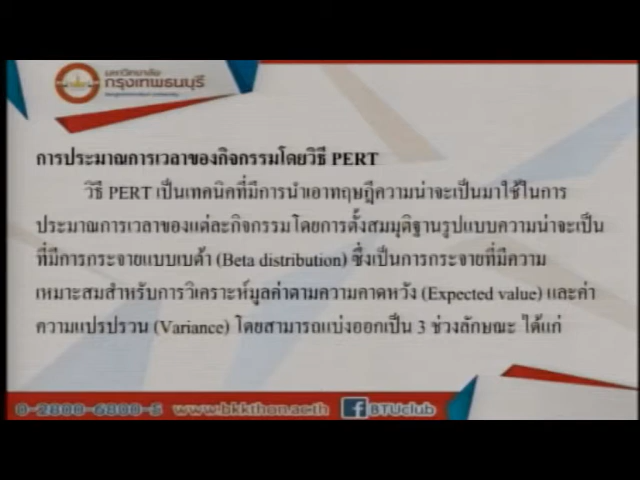 มหาวิทยาลัย
กรุงเทพธนบุรี
การประมาณการเวลาของกิจกรรมโดยวิธี PERT
วิธี PERT เป็นเทคนิคที่มีการนำเอาทฤษฎีความน่าจะเป็นมาใช้ในการ
ประมาณการเวลาของแต่ละกิจกรรมโดยการตั้งสมมุติฐานรูปแบบความน่าจะเป็น
ที่มีการกระจายแบบเบต้า (Beta distribution) ซึ่งเป็นการกระจายที่มีความ
เหมาะสมสำหรับการวิเคราะห์มูลค่าตามความคาดหวัง (Expected value) และค่า
ความแปรปรวน (Variance) โดยสามารถแบ่งออกเป็น 3 ช่วงลักษณะ ได้แก่
0-2800-6800-5 www.bkkthon.ac.th BTUclub